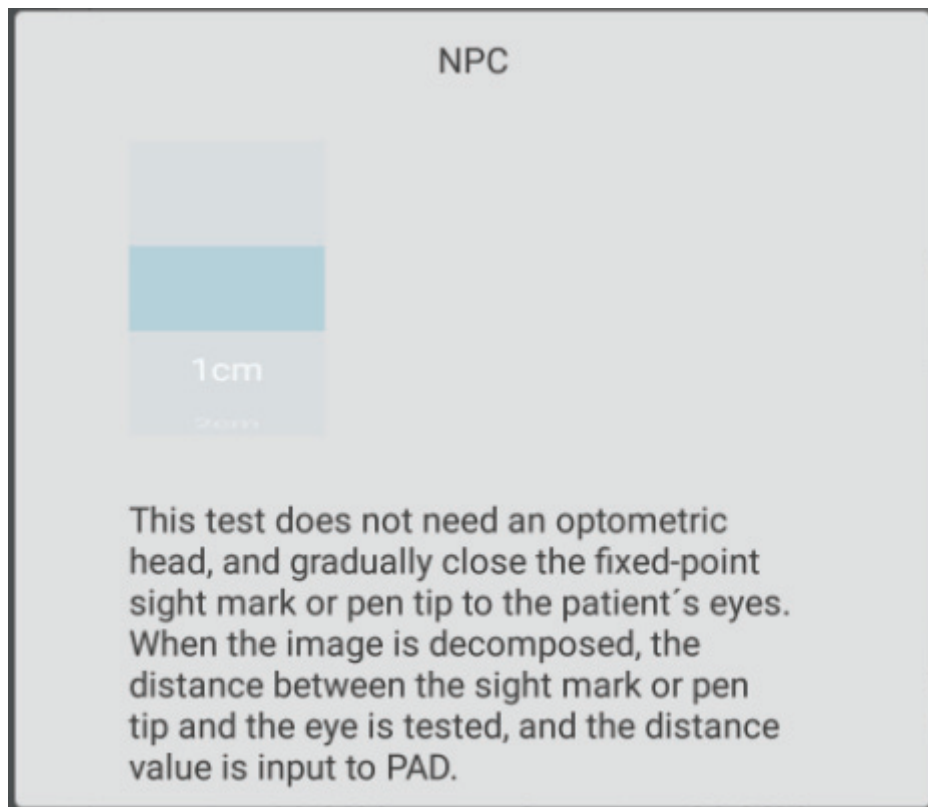 NPC
1cm
This test does not need an optometric
head, and gradually close the fixed-point
sight mark or pen tip to the patient´s eyes.
When the image is decomposed, the
distance between the sight mark or pen
tip and the eye is tested, and the distance
value is input to PAD.